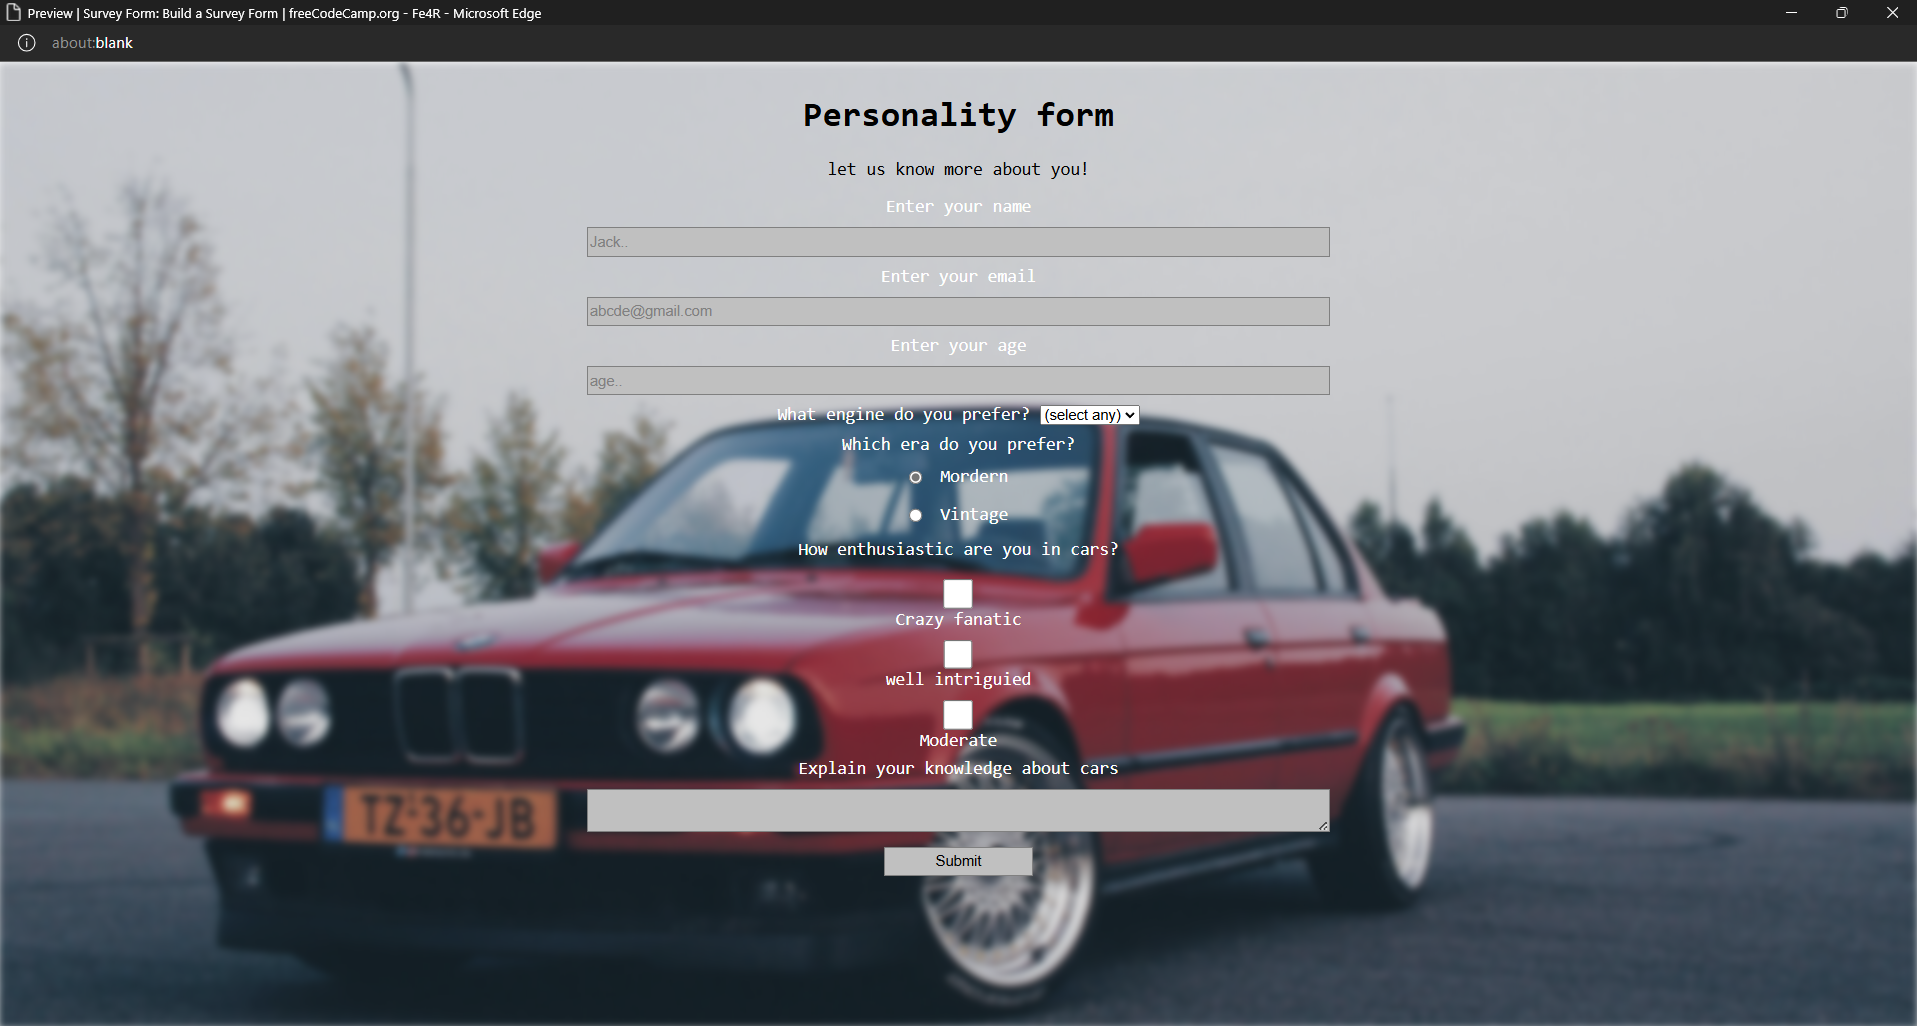 Preview | Survey Form: Build a Survey Form | freeCodeCamp.org - Fe4R - Microsoft Edge
about:blank
Personality form
let us know more about you!
Enter your name
Jack..
Enter your email
abcde@gmail.com
Enter your age
age..
What engine do you prefer? (select any)
Which era do you prefer?
Mordern
Vintage
How enthusiastic are you in cars?
Crazy fanatic
well intriguied
Moderate
Explain your knowledge about cars
TZ-36-JB
Submit